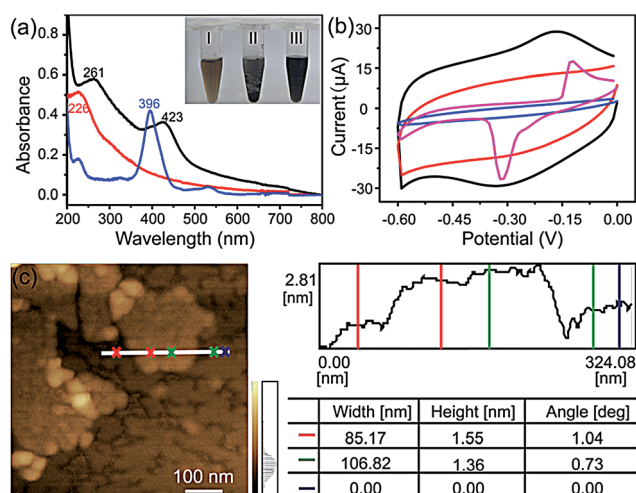 (a)
I II III
0.8
0.6
0.4
0.2
0.0
261
226
396
423
Absorbance
200 300 400 500 600 700 800
Wavelength (nm)
(b)
30
15
0
-15
-30
Current (µA)
-0.60 -0.45 -0.30 -0.15 0.00
Potential (V)
(c)
100 nm
2.81
[nm]
0.00 324.08
[nm] [nm]
Width [nm] Height [nm] Angle [deg]
85.17 1.55 1.04
106.82 1.36 0.73
0.00 0.00 0.00